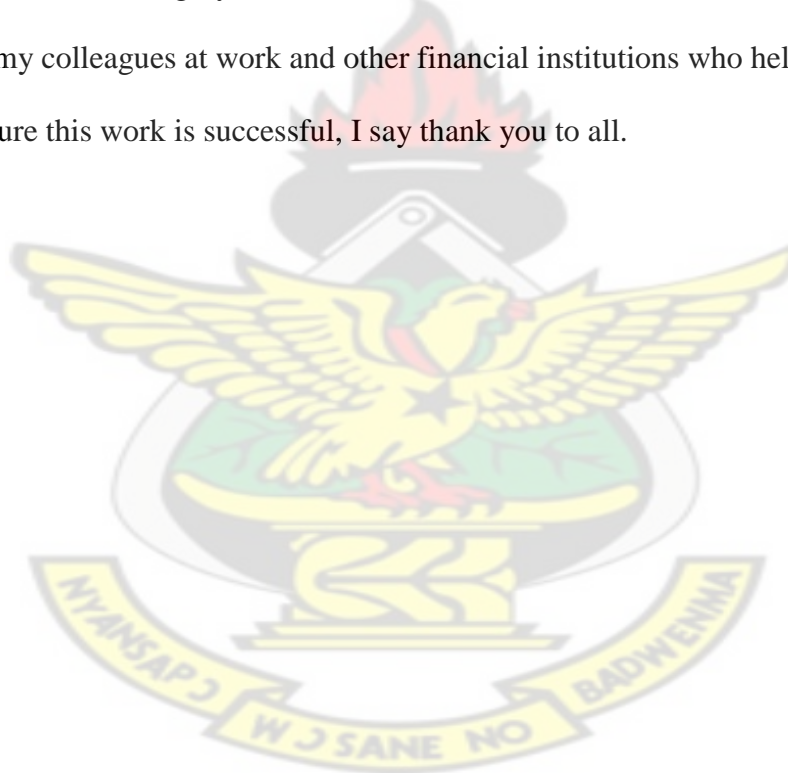 my colleagues at work and other financial institutions who hel
ure this work is successful, I say thank you to all.
NYANSAPƆ
WƆSANE NO
BADWENMA